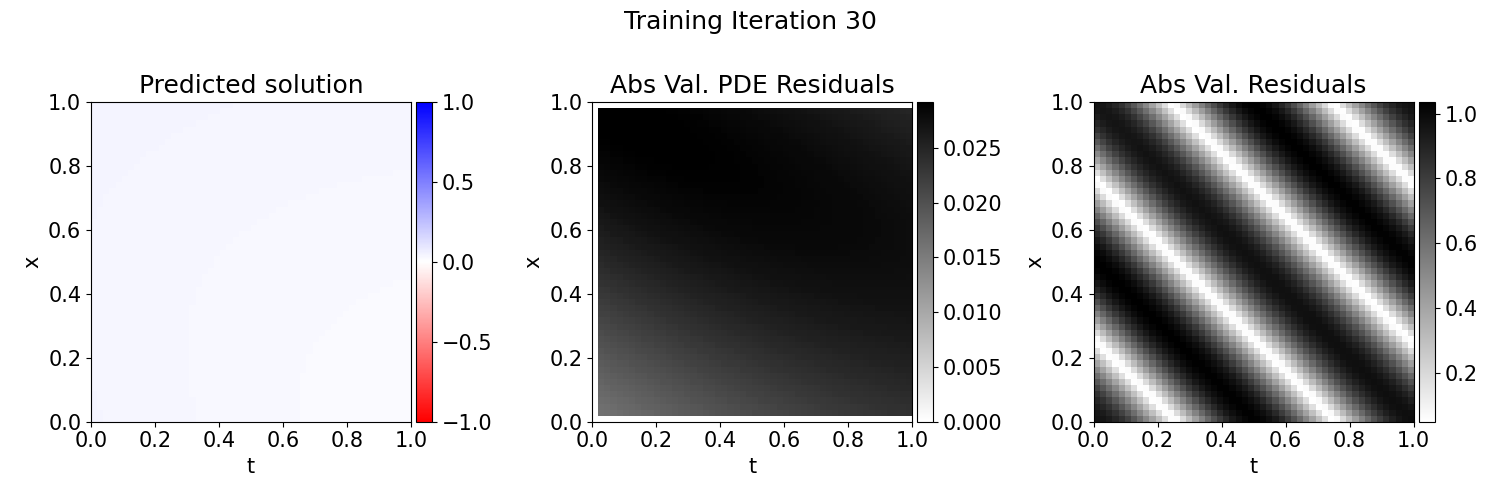 Training Iteration 30
Predicted solution
1.0
0.8
0.6
0.4
0.2
0.0
x
0.0 0.2 0.4 0.6 0.8 1.0
t
1.0
0.5
0.0
−0.5
−1.0
Abs Val. PDE Residuals
1.0
0.8
0.6
0.4
0.2
0.0
x
0.0 0.2 0.4 0.6 0.8 1.0
t
0.025
0.020
0.015
0.010
0.005
0.000
Abs Val. Residuals
1.0
0.8
0.6
0.4
0.2
0.0
x
0.0 0.2 0.4 0.6 0.8 1.0
t
1.0
0.8
0.6
0.4
0.2